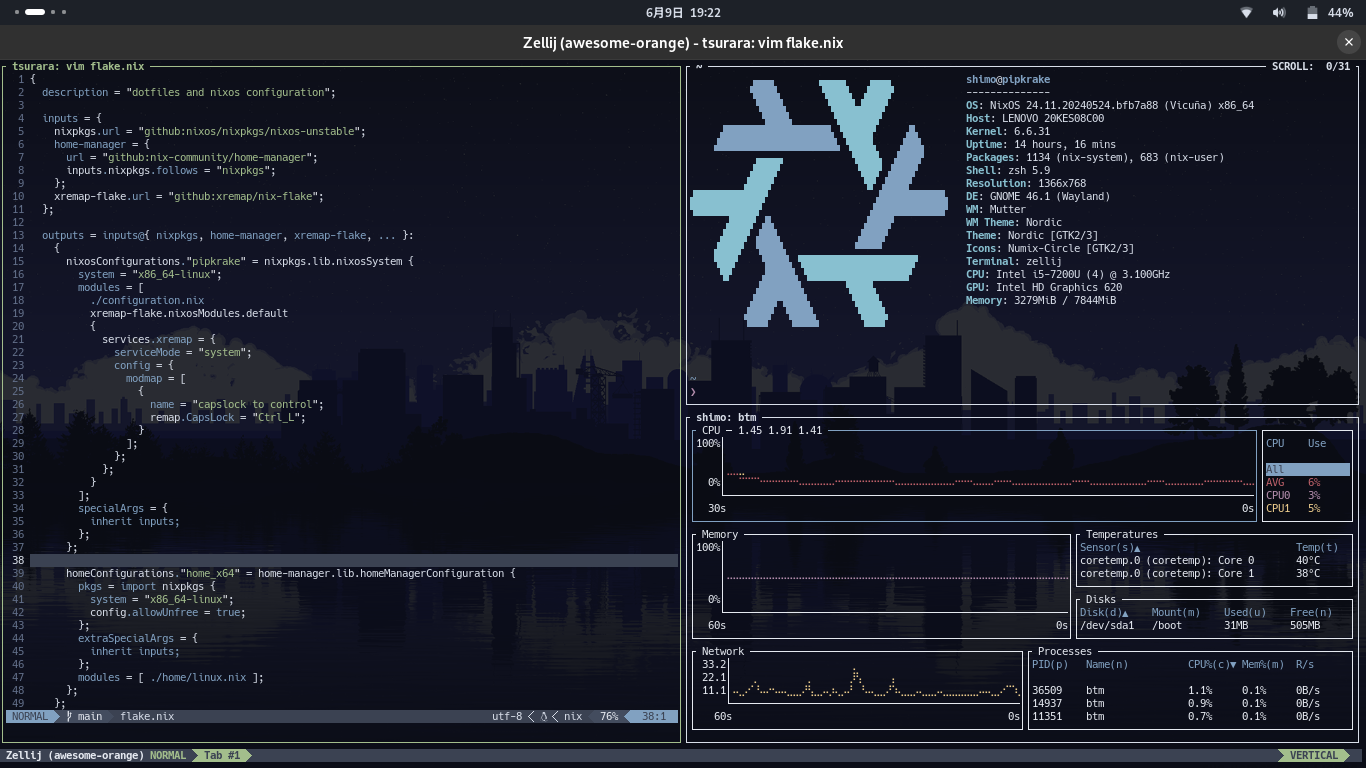 6月9日 19:22
44%
Zellij (awesome-orange) - tsurara: vim flake.nix
tsurara: vim flake.nix
1 {
2   description = "dotfiles and nixos configuration";
3
4   inputs = {
5     nixpkgs.url = "github:nixos/nixpkgs/nixos-unstable";
6     home-manager = {
7       url = "github:nix-community/home-manager";
8       inputs.nixpkgs.follows = "nixpkgs";
9     };
10     xremap-flake.url = "github:xremap/nix-flake";
11   };
12
13   outputs = inputs@{ nixpkgs, home-manager, xremap-flake, ... }:
14     {
15       nixosConfigurations."pipkrake" = nixpkgs.lib.nixosSystem {
16         system = "x86_64-linux";
17         modules = [
18           ./configuration.nix
19           xremap-flake.nixosModules.default
20           {
21             services.xremap = {
22               serviceMode = "system";
23               config = {
24                 modmap = [
25                   {
26                     name = "capslock to control";
27                     remap.CapsLock = "Ctrl_L";
28                   }
29                 ];
30               };
31             };
32           }
33         ];
34         specialArgs = {
35           inherit inputs;
36         };
37       };
38
39       homeConfigurations."home_x64" = home-manager.lib.homeManagerConfiguration {
40         pkgs = import nixpkgs {
41           system = "x86_64-linux";
42           config.allowUnfree = true;
43         };
44         extraSpecialArgs = {
45           inherit inputs;
46         };
47         modules = [ ./home/linux.nix ];
48       };
49     };
NORMAL main flake.nix utf-8 nix 76% 38:1
~ SCROLL: 0/31
shimo@pipkrake
--------------
OS: NixOS 24.11.20240524.bfb7a88 (Vicuña) x86_64
Host: LENOVO 20KES08C00
Kernel: 6.6.31
Uptime: 14 hours, 16 mins
Packages: 1134 (nix-system), 683 (nix-user)
Shell: zsh 5.9
Resolution: 1366x768
DE: GNOME 46.1 (Wayland)
WM: Mutter
WM Theme: Nordic
Theme: Nordic [GTK2/3]
Icons: Numix-Circle [GTK2/3]
Terminal: zellij
CPU: Intel i5-7200U (4) @ 3.100GHz
GPU: Intel HD Graphics 620
Memory: 3279MiB / 7844MiB
~
❯
shimo: btm
CPU — 1.45 1.91 1.41
100%
0%
30s 0s
CPU Use
All
AVG 6%
CPU0 3%
CPU1 5%
Memory
100%
0%
60s 0s
Temperatures
Sensor(s)▲ Temp(t)
coretemp.0 (coretemp): Core 0 40°C
coretemp.0 (coretemp): Core 1 38°C
Disks
Disk(d)▲ Mount(m) Used(u) Free(n)
/dev/sda1 /boot 31MB 505MB
Network
33.2
22.1
11.1
60s 0s
Processes
PID(p) Name(n) CPU%(c)▼ Mem%(m) R/s
36509 btm 1.1% 0.1% 0B/s
14937 btm 0.9% 0.1% 0B/s
11351 btm 0.7% 0.1% 0B/s
Zellij (awesome-orange) NORMAL Tab #1 VERTICAL